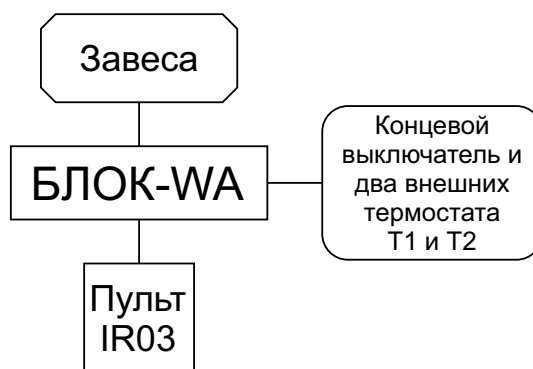 Завеса
БЛОК-WA
Концевой
выключатель и
два внешних
термостата
Т1 и Т2
Пульт
IR03